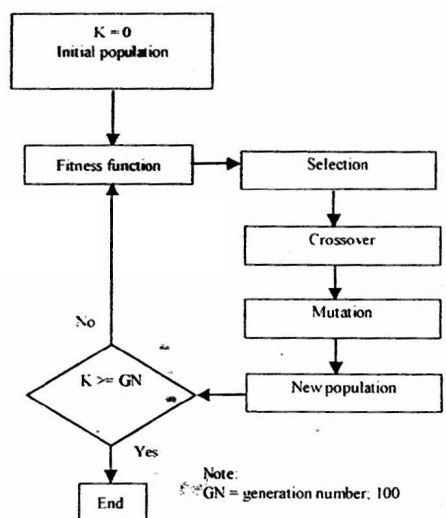 K = 0
Initial population
Fitness function
Selection
Crossover
Mutation
New population
K >= GN
No
Yes
End
Note:
GN = generation number; 100